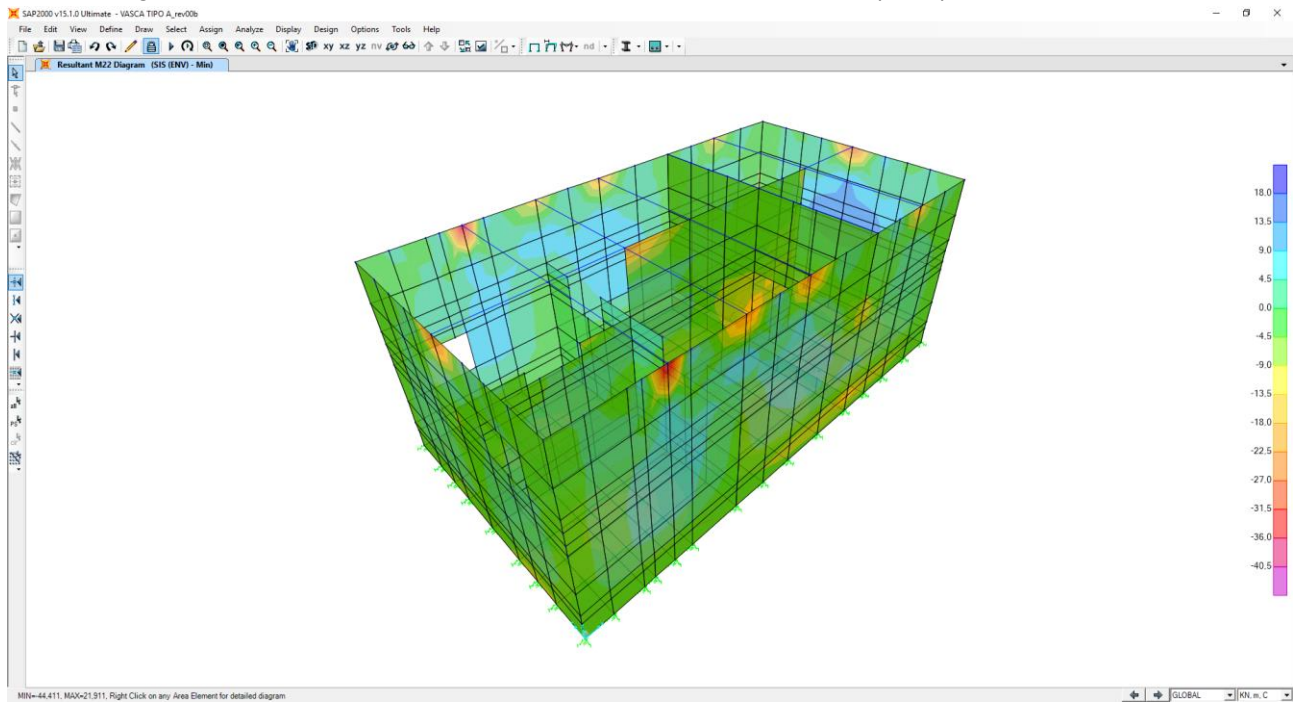 SAP2000 v15.1.0 Ultimate - VASCA TIPO A_rev00b
File Edit View Define Draw Select Assign Analyze Display Design Options Tools Help
xy xz yz nv nd
Resultant M22 Diagram (SIS (ENV) - Min)
18.0
13.5
9.0
4.5
0.0
-4.5
-9.0
-13.5
-18.0
-22.5
-27.0
-31.5
-36.0
-40.5
MIN=-44,411, MAX=21,911, Right Click on any Area Element for detailed diagram
GLOBAL
KN, m, C